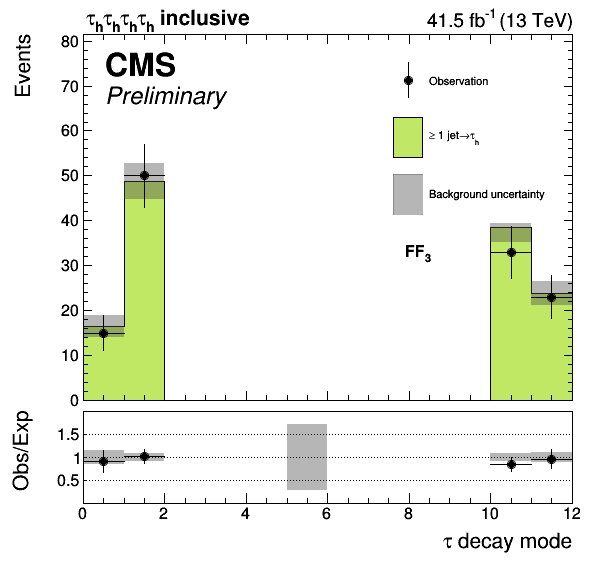 τhτhτhτh inclusive
41.5 fb-1 (13 TeV)
Events
80
70
60
50
40
30
20
10
0
CMS
Preliminary
Observation
≥ 1 jet→τh
Background uncertainty
FF3
Obs/Exp
1.5
1
0.5
0 2 4 6 8 10 12
τ decay mode